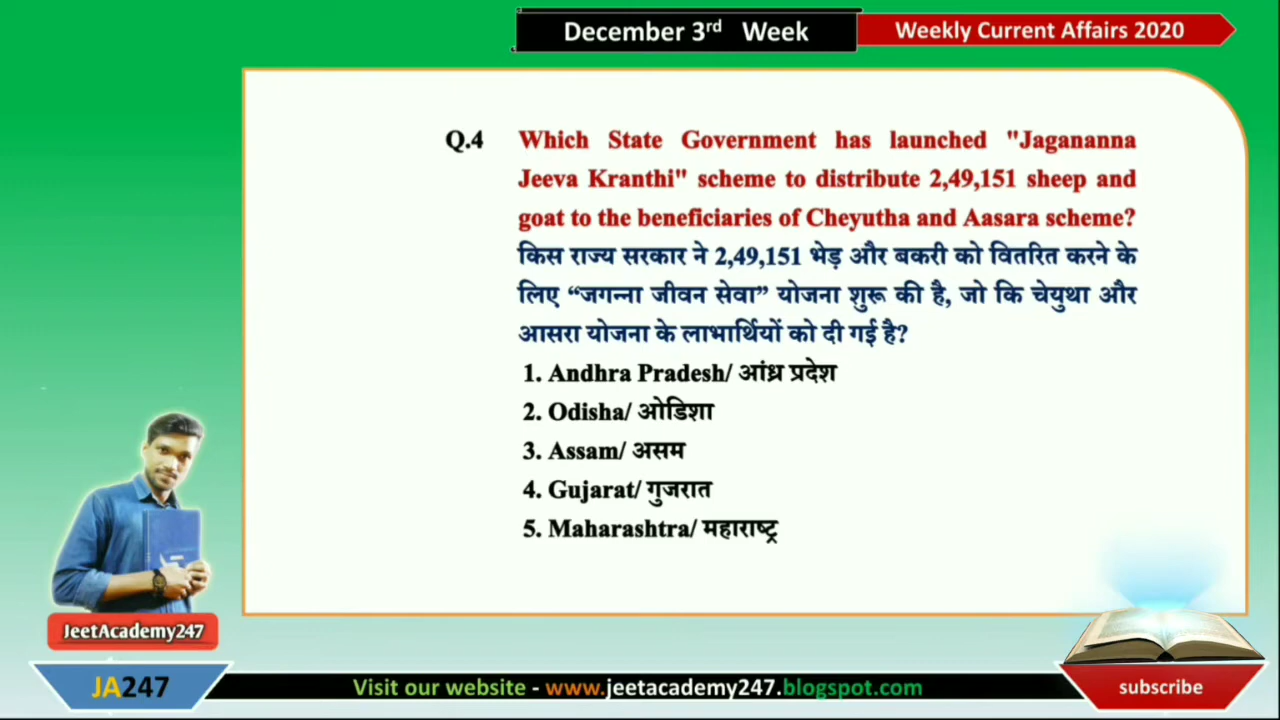 December 3rd Week
Weekly Current Affairs 2020
Q.4 Which State Government has launched "Jagananna
Jeeva Kranthi" scheme to distribute 2,49,151 sheep and
goat to the beneficiaries of Cheyutha and Aasara scheme?
किस राज्य सरकार ने 2,49,151 भेड़ और बकरी को वितरित करने के
लिए “जगन्ना जीवन सेवा” योजना शुरू की है, जो कि चेयुथा और
आसरा योजना के लाभार्थियों को दी गई है?
1. Andhra Pradesh/ आंध्र प्रदेश
2. Odisha/ ओडिशा
3. Assam/ असम
4. Gujarat/ गुजरात
5. Maharashtra/ महाराष्ट्र
JeetAcademy247
JA247
Visit our website - www.jeetacademy247.blogspot.com
subscribe